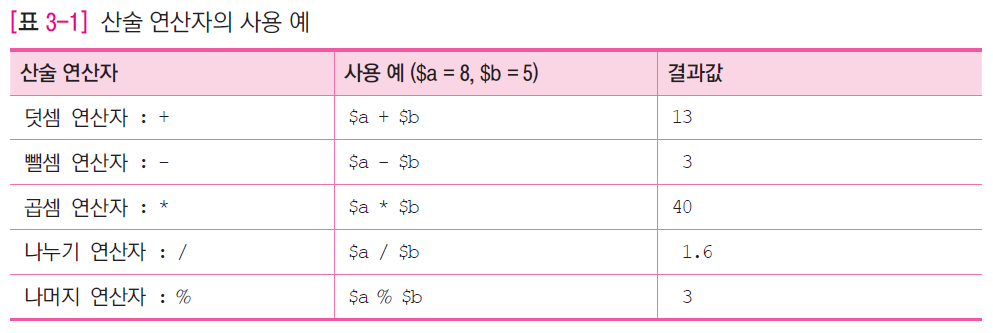 [표 3-1] 산술 연산자의 사용 예
산술 연산자 사용 예 ($a = 8, $b = 5) 결과값
덧셈 연산자 : + $a + $b 13
뺄셈 연산자 : - $a - $b 3
곱셈 연산자 : * $a * $b 40
나누기 연산자 : / $a / $b 1.6
나머지 연산자 : % $a % $b 3